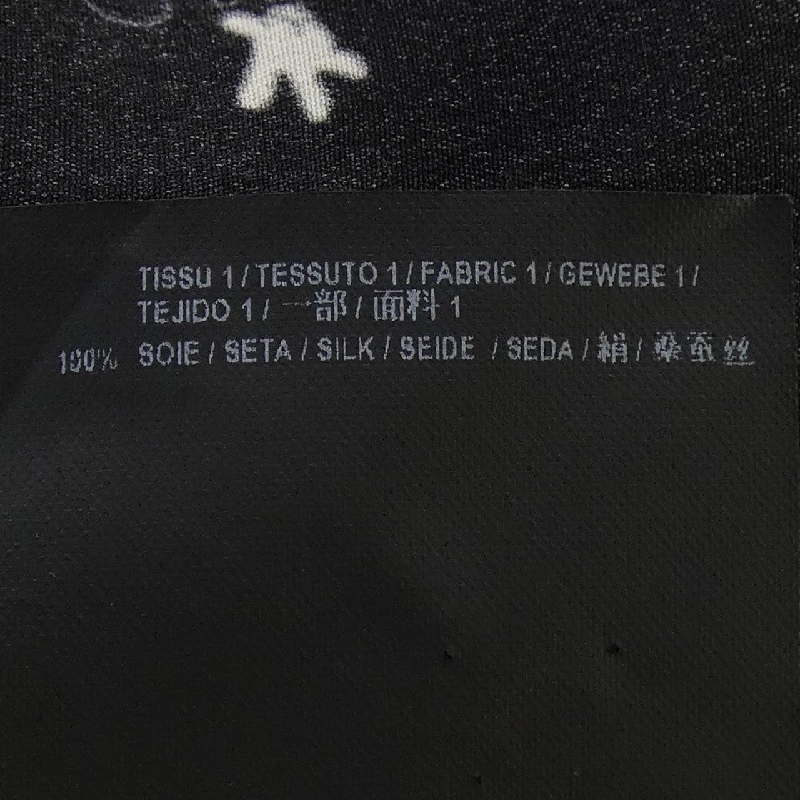 TISSU 1 / TESSUTO 1 / FABRIC 1 / GEWEBE 1 /
TEJIDO 1 / 一部 / 面料 1
100% SOIE / SETA / SILK / SEIDE / SEDA / 絹 / 桑蚕丝